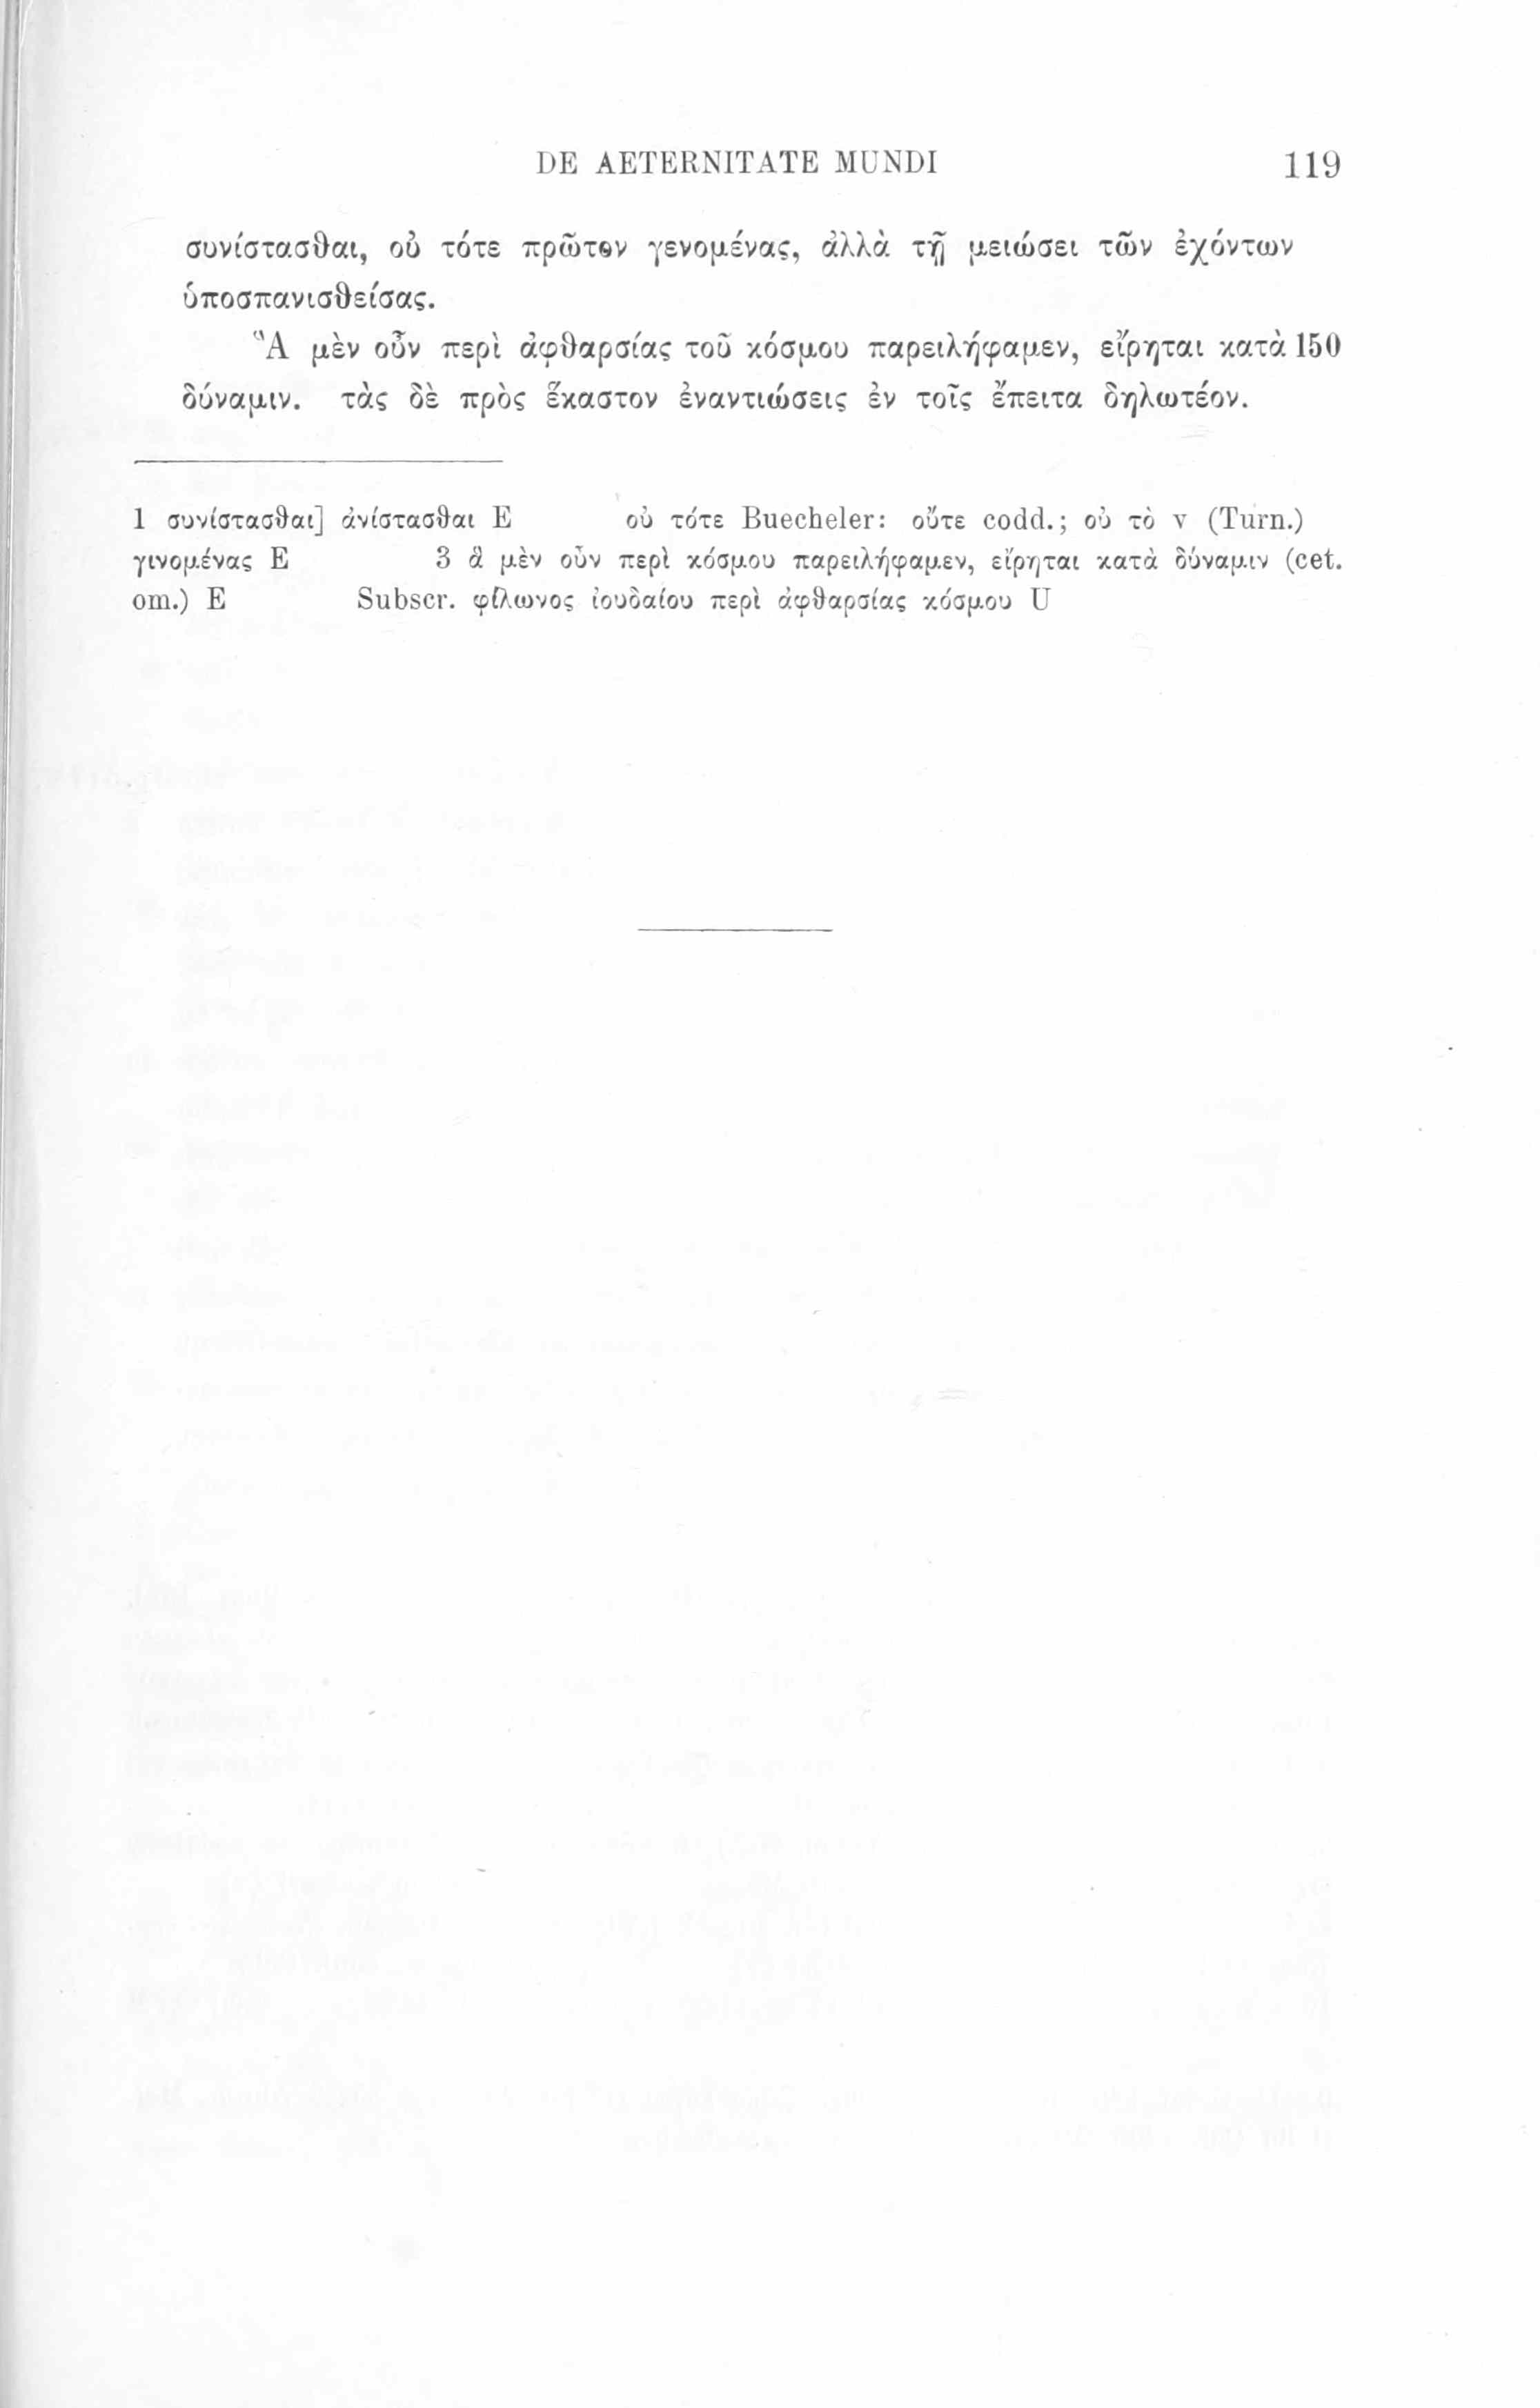 DE AETERNITATE MUNDI 119
συνίστασθαι, οὐ τότε πρῶτον γενομένας, ἀλλὰ τῇ μειώσει τῶν ἐχόντων
ὑποσπανισθείσας.
Ἃ μὲν οὖν περὶ ἀφθαρσίας τοῦ κόσμου παρειλήφαμεν, εἴρηται κατὰ 150
δύναμιν. τὰς δὲ πρὸς ἕκαστον ἐναντιώσεις ἐν τοῖς ἔπειτα δηλωτέον.
1 συνίστασθαι] ἀνίστασθαι E οὐ τότε Buecheler: οὔτε codd.; οὐ τὸ v (Turn.)
γινομένας E 3 ἃ μὲν οὖν περὶ κόσμου παρειλήφαμεν, εἴρηται κατὰ δύναμιν (cet.
om.) E Subscr. φίλωνος ἰουδαίου περὶ ἀφθαρσίας κόσμου U